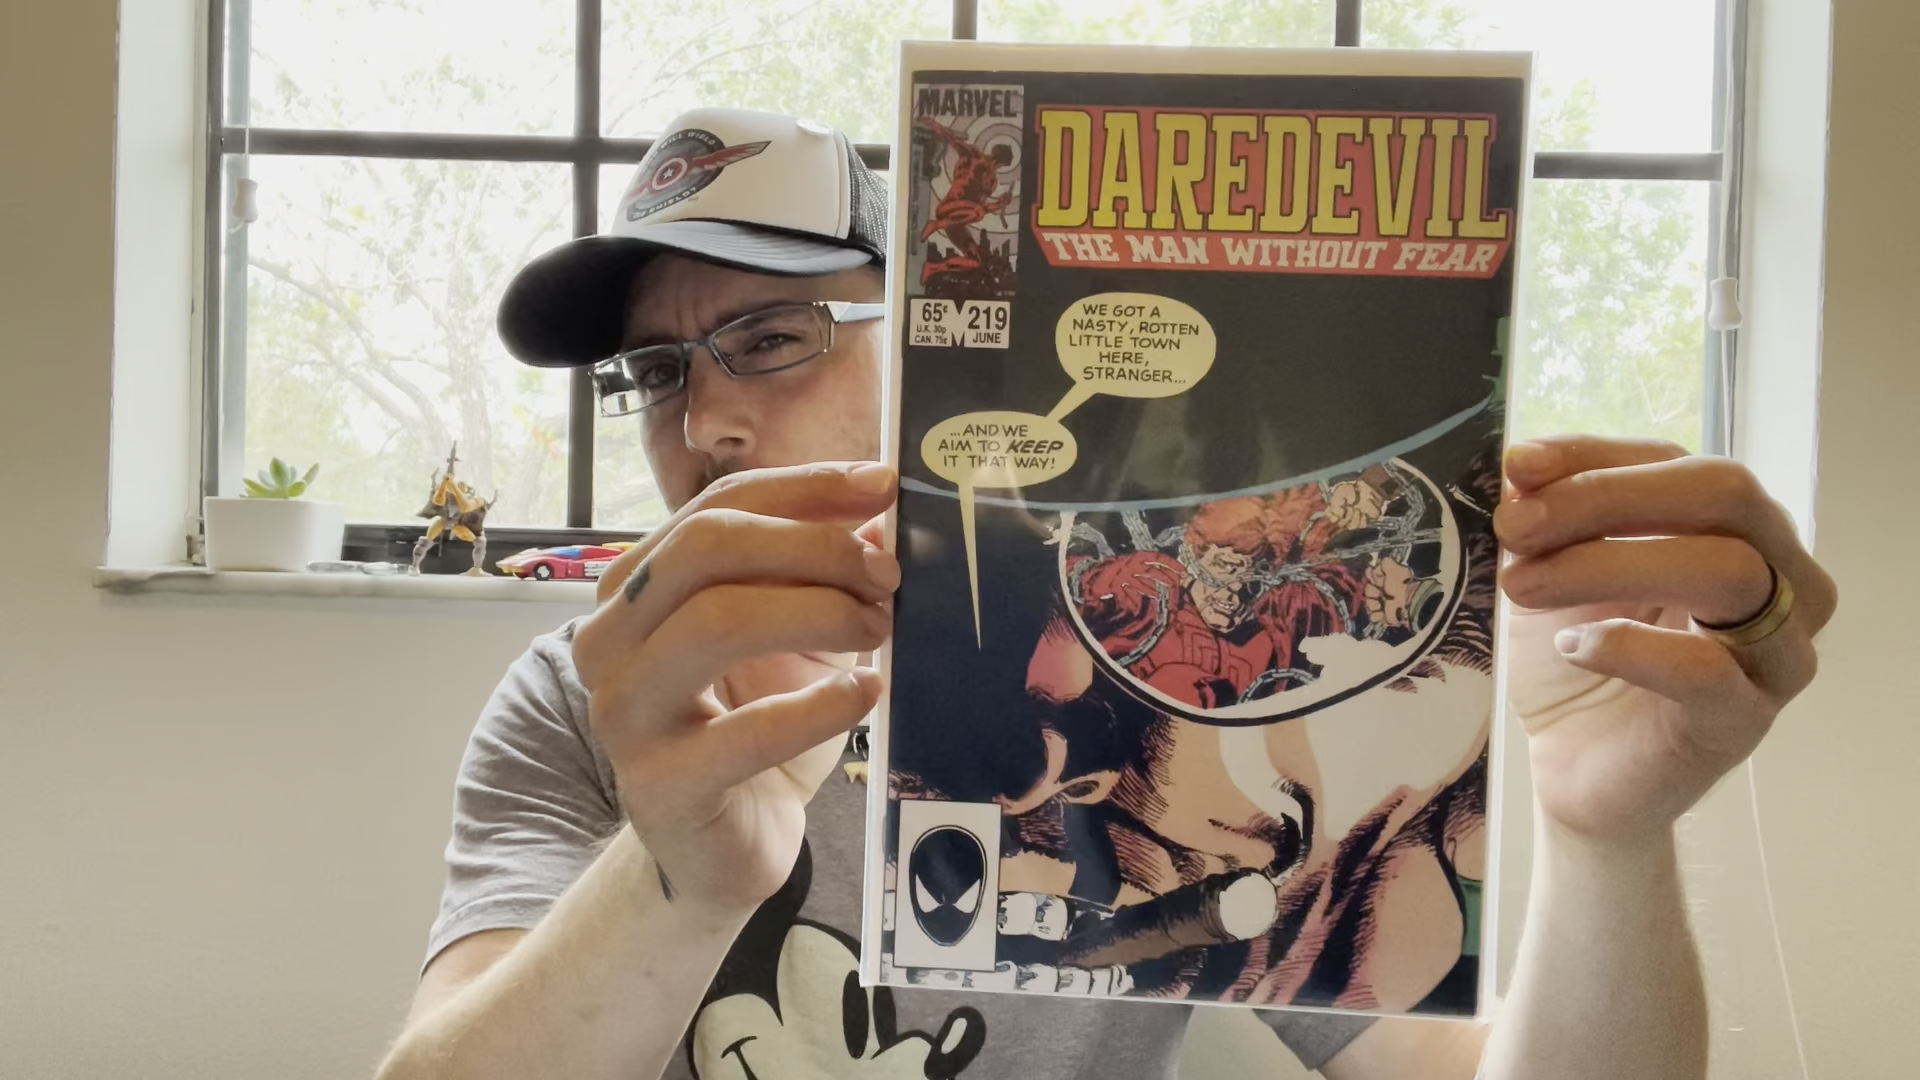 MARVEL
DAREDEVIL
THE MAN WITHOUT FEAR
65¢
U.K. 30p
CAN. 75¢
219
JUNE
WE GOT A
NASTY, ROTTEN
LITTLE TOWN
HERE,
STRANGER...
...AND WE
AIM TO KEEP
IT THAT WAY!